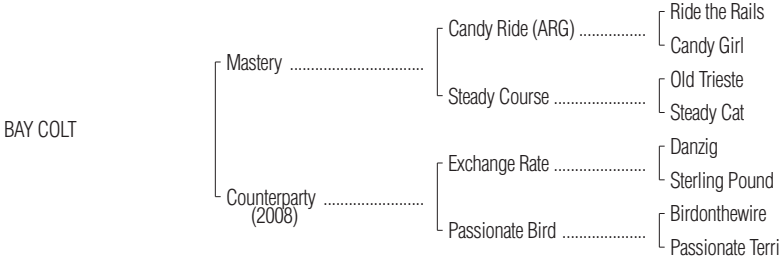 Ride the Rails
Candy Ride (ARG) ................
Candy Girl
Mastery ................................
Old Trieste
Steady Course ......................
Steady Cat
BAY COLT
Danzig
Exchange Rate ......................
Sterling Pound
Counterparty ........................
(2008)
Birdonthewire
Passionate Bird ....................
Passionate Terri